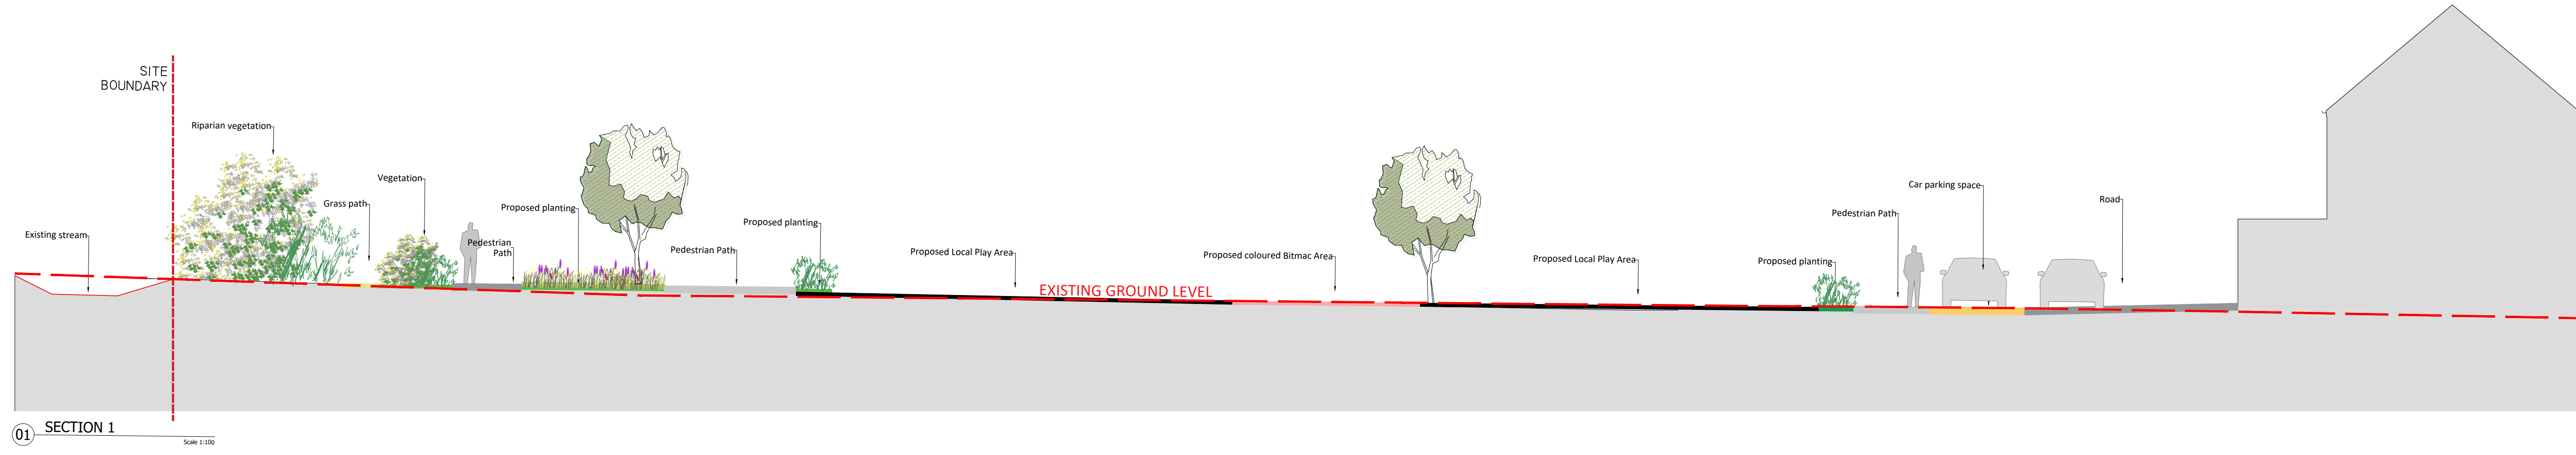 SITE
BOUNDARY
Riparian vegetation
Existing stream
Grass path
Vegetation
Pedestrian
Path
Proposed planting
Pedestrian Path
Proposed planting
Proposed Local Play Area
EXISTING GROUND LEVEL
Proposed coloured Bitmac Area
Proposed Local Play Area
Proposed planting
Pedestrian Path
Car parking space
Road
01
SECTION 1
Scale 1:100